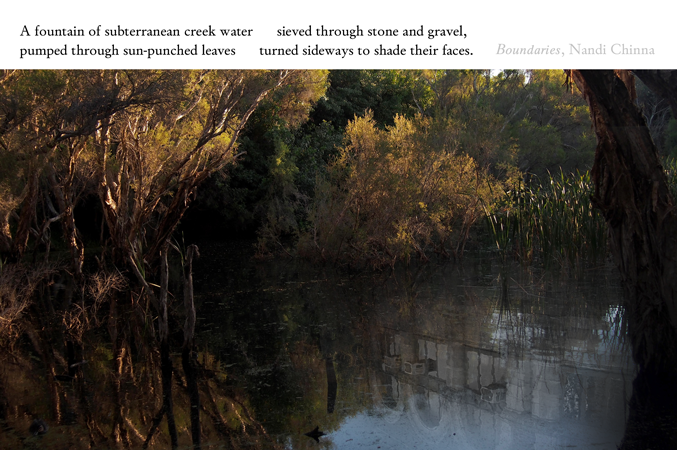 A fountain of subterranean creek water sieved through stone and gravel,
pumped through sun-punched leaves turned sideways to shade their faces. Boundaries, Nandi Chinna